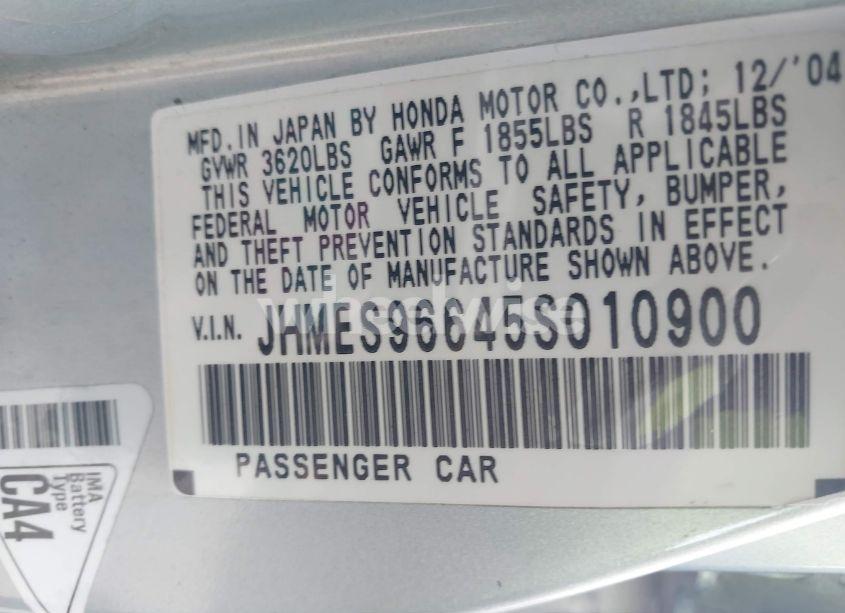 MFD.IN JAPAN BY HONDA MOTOR CO.,LTD; 12/'04
GVWR 3620LBS GAWR F 1855LBS R 1845LBS
THIS VEHICLE CONFORMS TO ALL APPLICABLE
FEDERAL MOTOR VEHICLE SAFETY, BUMPER,
AND THEFT PREVENTION STANDARDS IN EFFECT
ON THE DATE OF MANUFACTURE SHOWN ABOVE.
wheelwise
V.I.N. JHMES96645S010900
PASSENGER CAR
IMA
Battery
Type
CA4